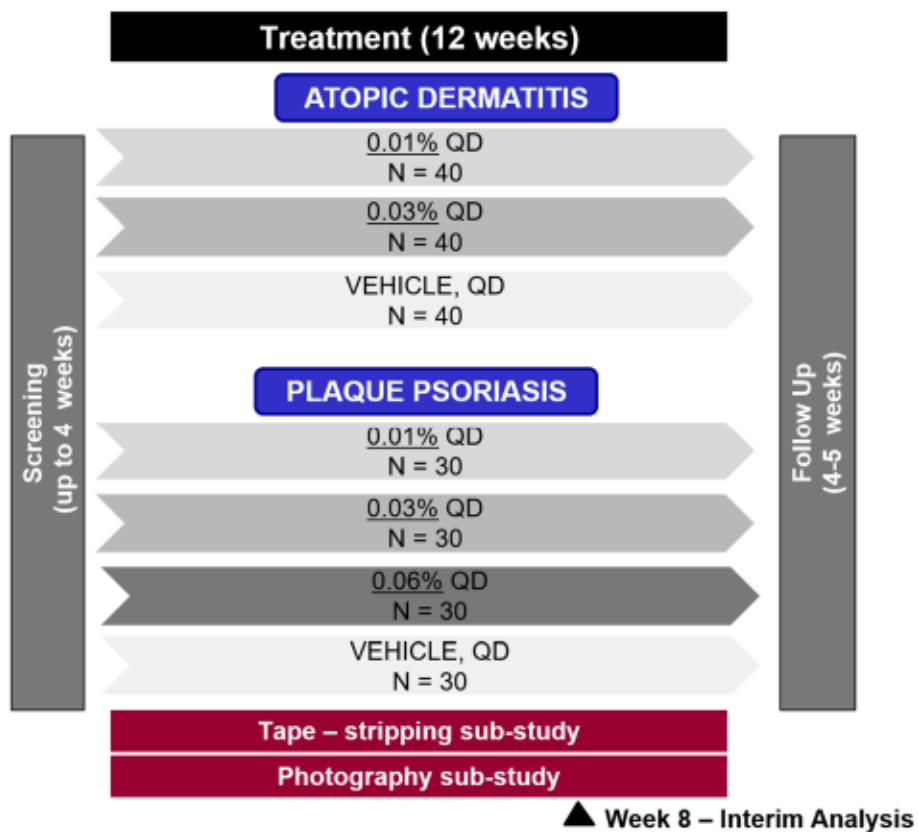 Treatment (12 weeks)
ATOPIC DERMATITIS
0.01% QD
N = 40
0.03% QD
N = 40
VEHICLE, QD
N = 40
Screening
(up to 4 weeks)
Follow Up
(4-5 weeks)
PLAQUE PSORIASIS
0.01% QD
N = 30
0.03% QD
N = 30
0.06% QD
N = 30
VEHICLE, QD
N = 30
Tape – stripping sub-study
Photography sub-study
Week 8 – Interim Analysis